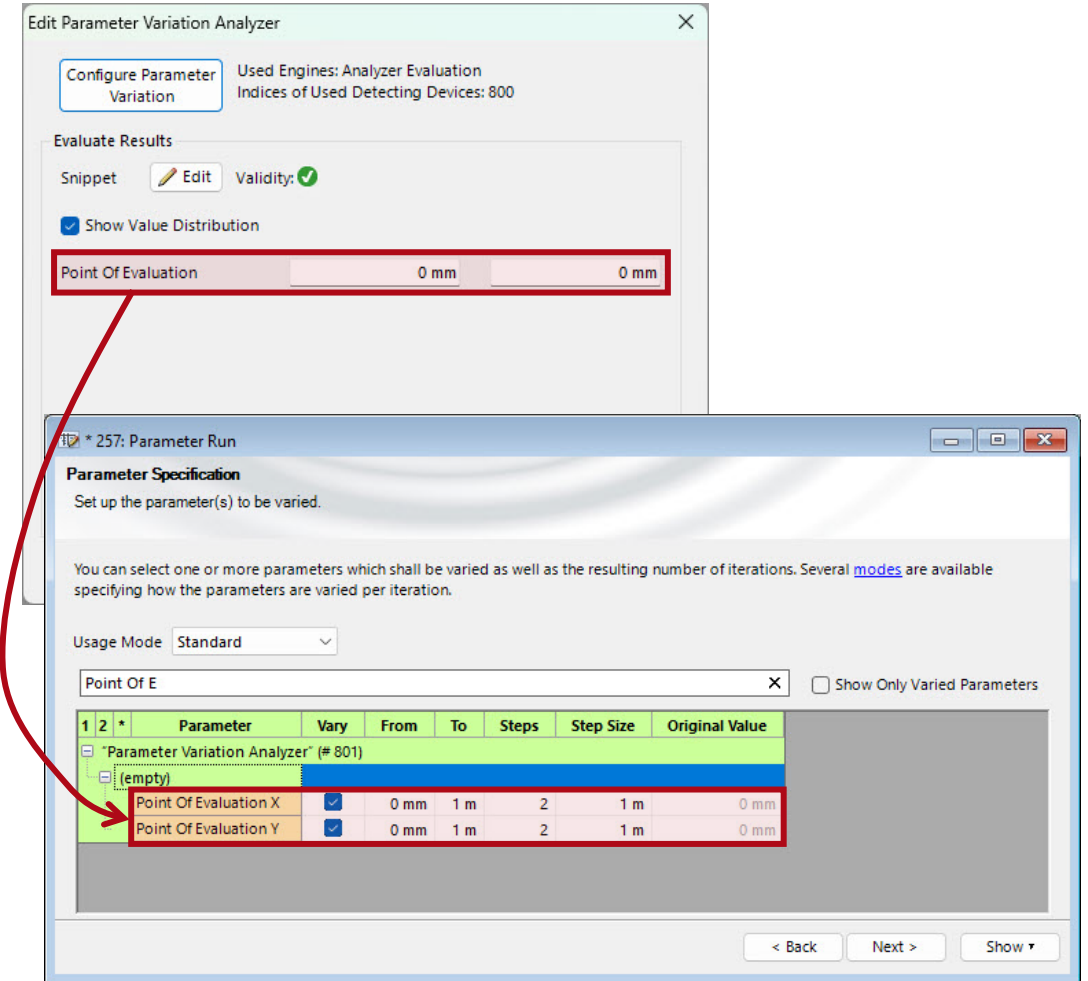 Edit Parameter Variation Analyzer
Configure Parameter Variation
Used Engines: Analyzer Evaluation
Indices of Used Detecting Devices: 800
Evaluate Results
Snippet Edit Validity:
Show Value Distribution
Point Of Evaluation 0 mm 0 mm
* 257: Parameter Run
Parameter Specification
Set up the parameter(s) to be varied.
You can select one or more parameters which shall be varied as well as the resulting number of iterations. Several modes are available
specifying how the parameters are varied per iteration.
Usage Mode Standard
Point Of E Show Only Varied Parameters
1 2 * Parameter Vary From To Steps Step Size Original Value
"Parameter Variation Analyzer" (# 801)
(empty)
Point Of Evaluation X 0 mm 1 m 2 1 m 0 mm
Point Of Evaluation Y 0 mm 1 m 2 1 m 0 mm
< Back Next > Show